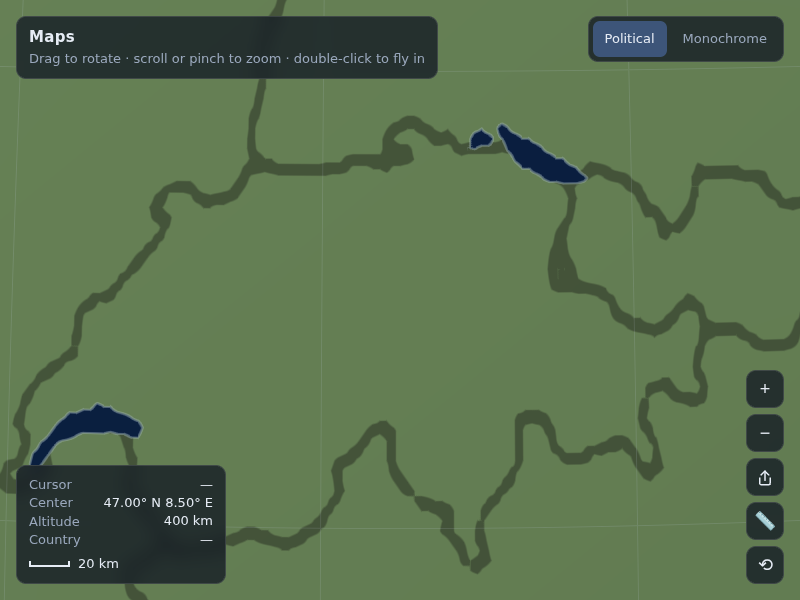 Maps
Drag to rotate · scroll or pinch to zoom · double-click to fly in
Political
Monochrome
Cursor —
Center 47.00° N 8.50° E
Altitude 400 km
Country —
20 km
+
−